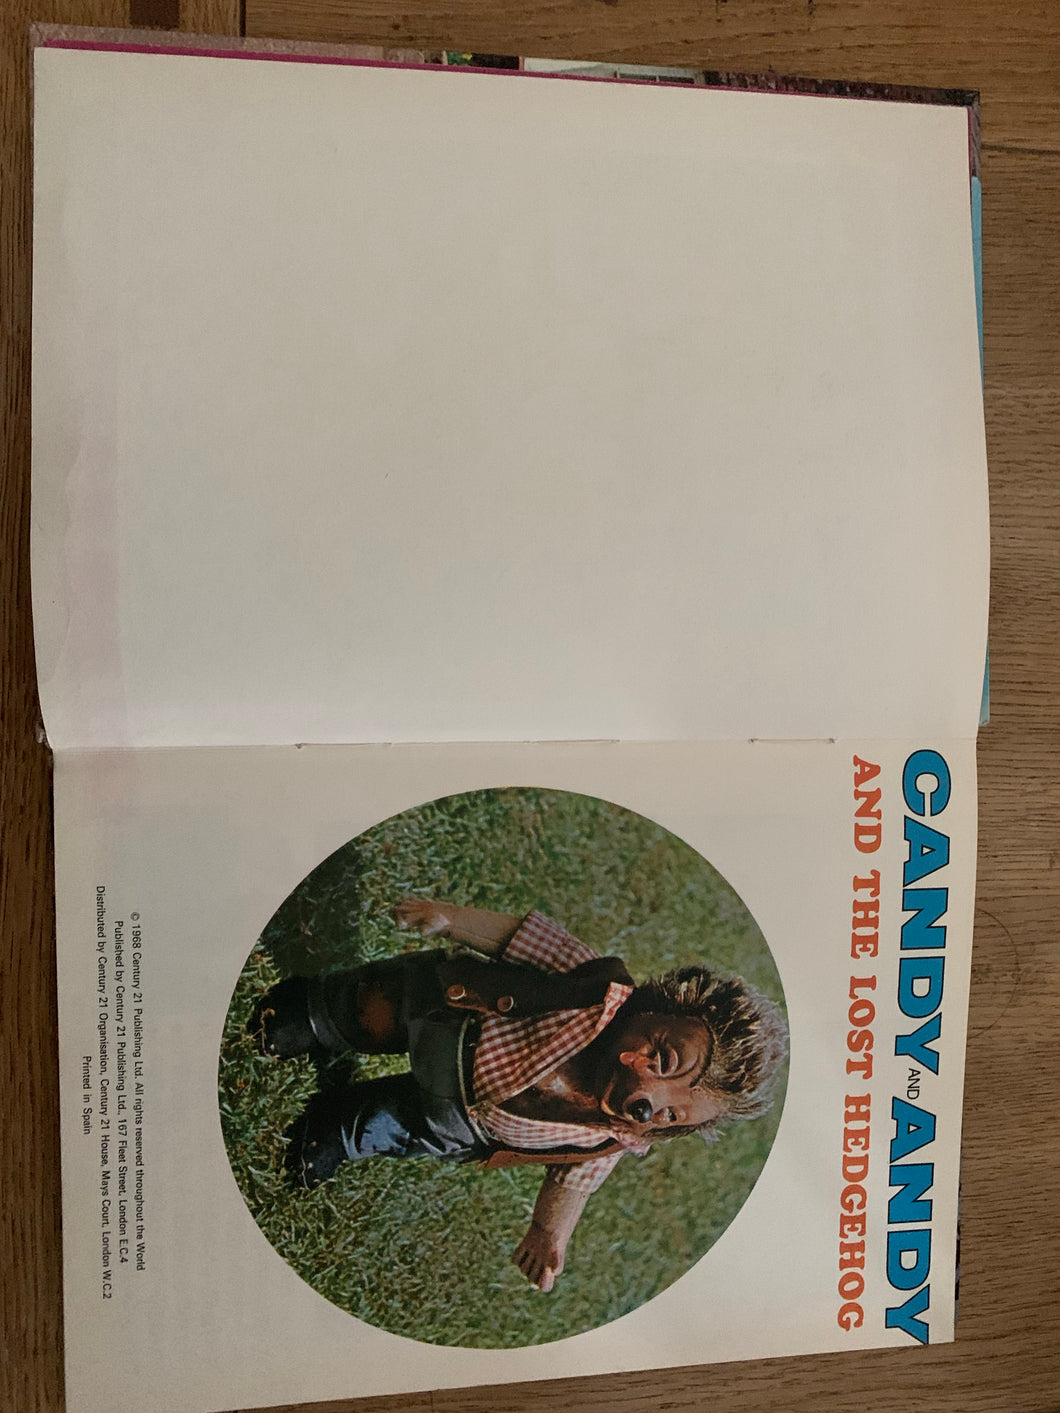 CANDY AND ANDY
AND THE LOST HEDGEHOG
© 1968 Century 21 Publishing Ltd. All rights reserved throughout the World
Published by Century 21 Publishing Ltd., 167 Fleet Street, London E.C.4
Distributed by Century 21 Organisation, Century 21 House, Mays Court, London W.C.2
Printed in Spain